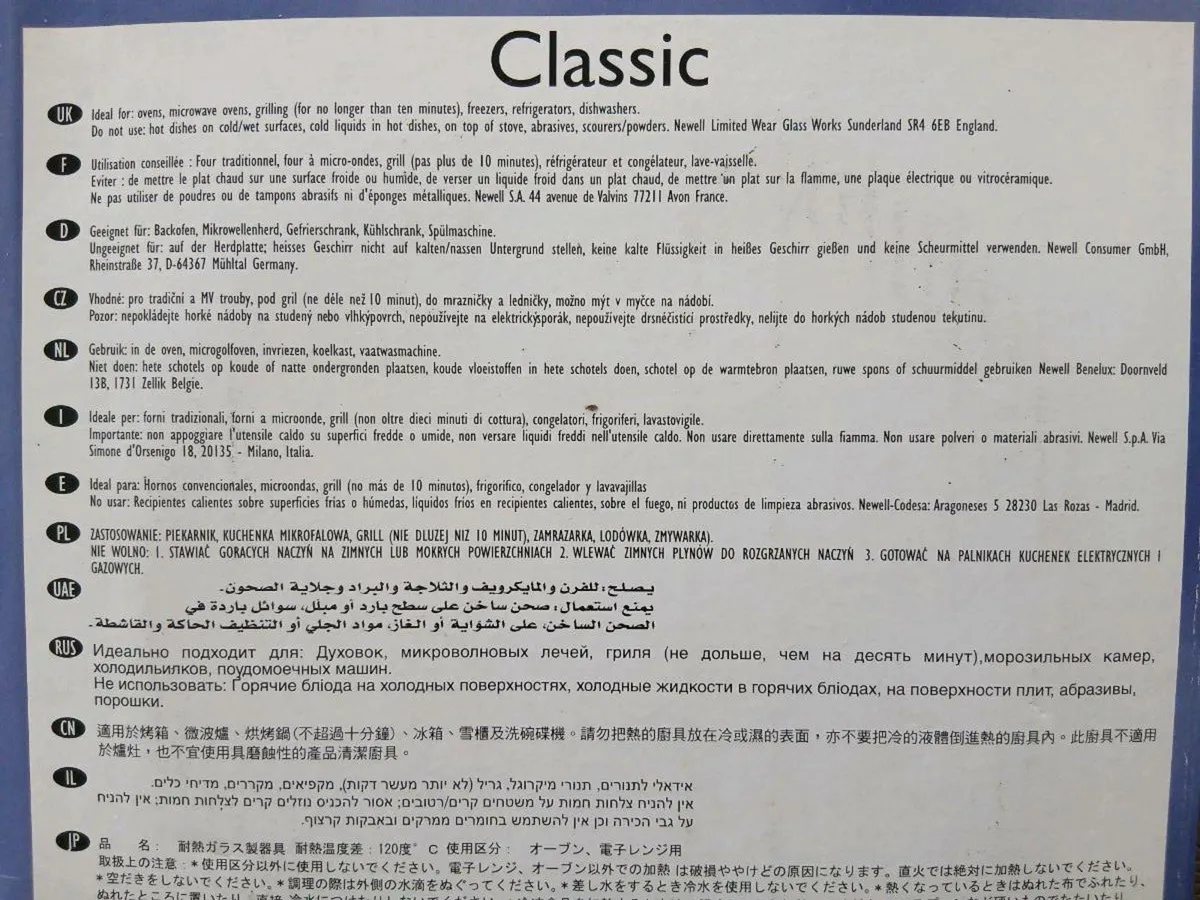 Classic
UK Ideal for: ovens, microwave ovens, grilling (for no longer than ten minutes), freezers, refrigerators, dishwashers.
Do not use: hot dishes on cold/wet surfaces, cold liquids in hot dishes, on top of stove, abrasives, scourers/powders. Newell Limited Wear Glass Works Sunderland SR4 6EB England.
F Utilisation conseillée : Four traditionnel, four à micro-ondes, grill (pas plus de 10 minutes), réfrigérateur et congélateur, lave-vaisselle.
Eviter : de mettre le plat chaud sur une surface froide ou humide, de verser un liquide froid dans un plat chaud, de mettre un plat sur la flamme, une plaque électrique ou vitrocéramique.
Ne pas utiliser de poudres ou de tampons abrasifs ni d'éponges métalliques. Newell S.A. 44 avenue de Valvins 77211 Avon France.
D Geeignet für: Backofen, Mikrowellenherd, Gefrierschrank, Kühlschrank, Spülmaschine.
Ungeeignet für: auf der Herdplatte; heisses Geschirr nicht auf kalten/nassen Untergrund stellen, keine kalte Flüssigkeit in heißes Geschirr gießen und keine Scheurmittel verwenden. Newell Consumer GmbH,
Rheinstraße 37, D-64367 Mühltal Germany.
CZ Vhodné: pro tradiční a MV trouby, pod gril (ne déle než 10 minut), do mrazničky a ledničky, možno mýt v myčce na nádobí.
Pozor: nepokládejte horké nádoby na studený nebo vlhkýpovrch, nepoužívejte na elektrickýsporák, nepoužívejte drsnéčistící prostředky, nelijte do horkých nádob studenou tekutinu.
NL Gebruik: in de oven, microgolfoven, invriezen, koelkast, vaatwasmachine.
Niet doen: hete schotels op koude of natte ondergronden plaatsen, koude vloeistoffen in hete schotels doen, schotel op de warmtebron plaatsen, ruwe spons of schuurmiddel gebruiken Newell Benelux: Doornveld
13B, 1731 Zellik Belgie.
I Ideale per: forni tradizionali, forni a microonde, grill (non oltre dieci minuti di cottura), congelatori, frigoriferi, lavastovigile.
Importante: non appoggiare l'utensile caldo su superfici fredde o umide, non versare liquidi freddi nell'utensile caldo. Non usare direttamente sulla fiamma. Non usare polveri o materiali abrasivi. Newell S.p.A. Via
Simone d'Orsenigo 18, 20135 - Milano, Italia.
E Ideal para: Hornos convencionales, microondas, grill (no más de 10 minutos), frigorífico, congelador y lavavajillas
No usar: Recipientes calientes sobre superficies frías o húmedas, líquidos fríos en recipientes calientes, sobre el fuego, ni productos de limpieza abrasivos. Newell-Codesa: Aragoneses 5 28230 Las Rozas - Madrid.
PL ZASTOSOWANIE: PIEKARNIK, KUCHENKA MIKROFALOWA, GRILL (NIE DLUZEJ NIZ 10 MINUT), ZAMRAZARKA, LODÓWKA, ZMYWARKA).
NIE WOLNO: 1. STAWIAĆ GORACYCH NACZYŃ NA ZIMNYCH LUB MOKRYCH POWIERZCHNIACH 2. WLEWAĆ ZIMNYCH PLYNÓW DO ROZGRZANYCH NACZYŃ 3. GOTOWAĆ NA PALNIKACH KUCHENEK ELEKTRYCZNYCH I
GAZOWYCH.
UAE يصلح: للفرن والمايكرويف والثلاجة والبراد وجلاية الصحون.
يمنع استعمال: صحن ساخن على سطح بارد أو مبلل، سوائل باردة في
الصحن الساخن، على الشواية أو الغاز، مواد الجلي أو التنظيف الحاكة والقاشطة.
RUS Идеально подходит для: Духовок, микроволновых лечей, гриля (не дольше, чем на десять минут),морозильных камер,
холодильилков, поудомоечных машин.
Не использовать: Горячие бліода на холодных поверхностях, холодные жидкости в горячих бліодах, на поверхности плит, абразивы,
порошки.
CN 適用於烤箱、微波爐、烘烤鍋(不超過十分鐘)、冰箱、雪櫃及洗碗碟機。請勿把熱的廚具放在冷或濕的表面，亦不要把冷的液體倒進熱的廚具內。此廚具不適用
於爐灶，也不宜使用具磨蝕性的產品清潔廚具。
IL אידאלי לתנורים, תנורי מיקרוגל, גריל (לא יותר מעשר דקות), מקפיאים, מקררים, מדיחי כלים.
אין להניח צלחות חמות על משטחים קרים/רטובים; אסור להכניס נוזלים קרים לצלחות חמות; אין להניח
על גבי הכירה וכן אין להשתמש בחומרים ממרקים ובאבקות קרצוף.
JP 品 名： 耐熱ガラス製器具 耐熱温度差：120度°C 使用区分： オーブン、電子レンジ用
取扱上の注意：＊使用区分以外に使用しないでください。電子レンジ、オーブン以外での加熱 は破損ややけどの原因になります。直火では絶対に加熱しないでください。
＊空だきをしないでください。＊調理の際は外側の水滴をぬぐってください。＊差し水をするとき冷水を使用しないでください。＊熱くなっているときはぬれた布でふれたり、
ぬれたところに置いたり